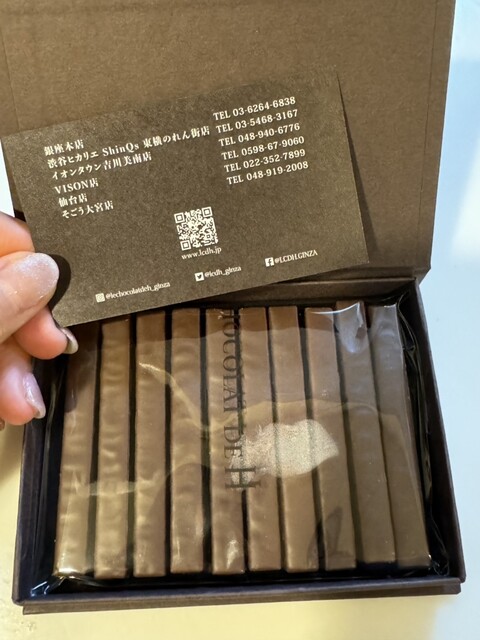 銀座本店 TEL 03-6264-6838
渋谷ヒカリエ ShinQs 東横のれん街店 TEL 03-5468-3167
イオンタウン吉川美南店 TEL 048-940-6776
VISON店 TEL 0598-67-9060
仙台店 TEL 022-352-7899
そごう大宮店 TEL 048-919-2008
www.lcdh.jp
@lechocolatdeh_ginza
@lcdh_ginza
@LCDH.GINZA
CHOCOLAT DE H